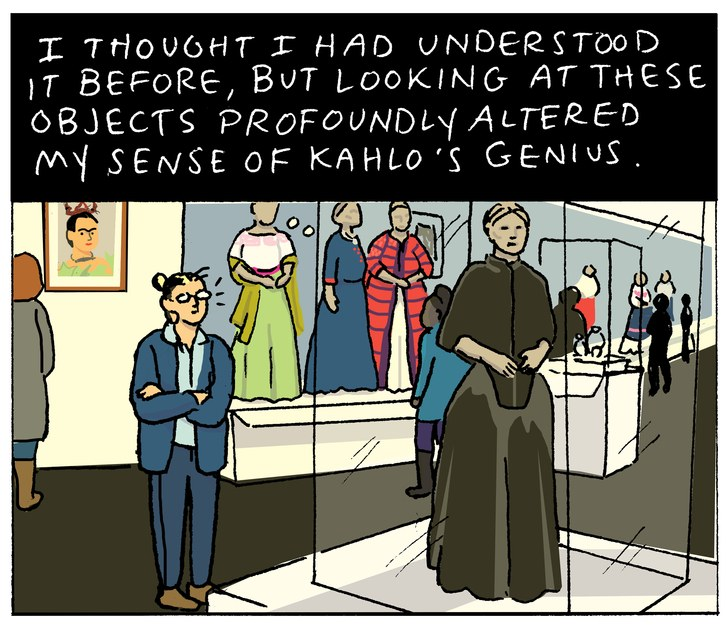 I THOUGHT I HAD UNDERSTOOD
IT BEFORE, BUT LOOKING AT THESE
OBJECTS PROFOUNDLY ALTERED
MY SENSE OF KAHLO'S GENIUS.